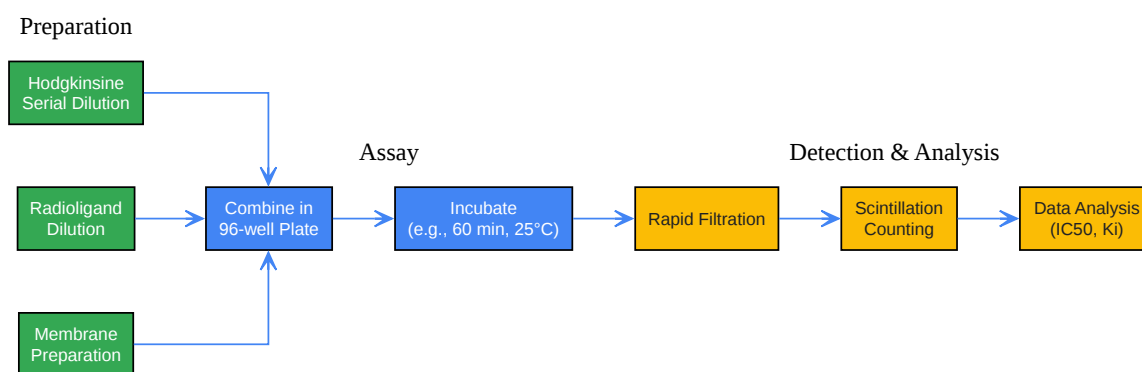 Preparation
Hodgkinsine
Serial Dilution
Assay
Detection & Analysis
Radioligand
Dilution
Combine in
96-well Plate
Incubate
(e.g., 60 min, 25°C)
Rapid Filtration
Scintillation
Counting
Data Analysis
(IC50, Ki)
Membrane
Preparation